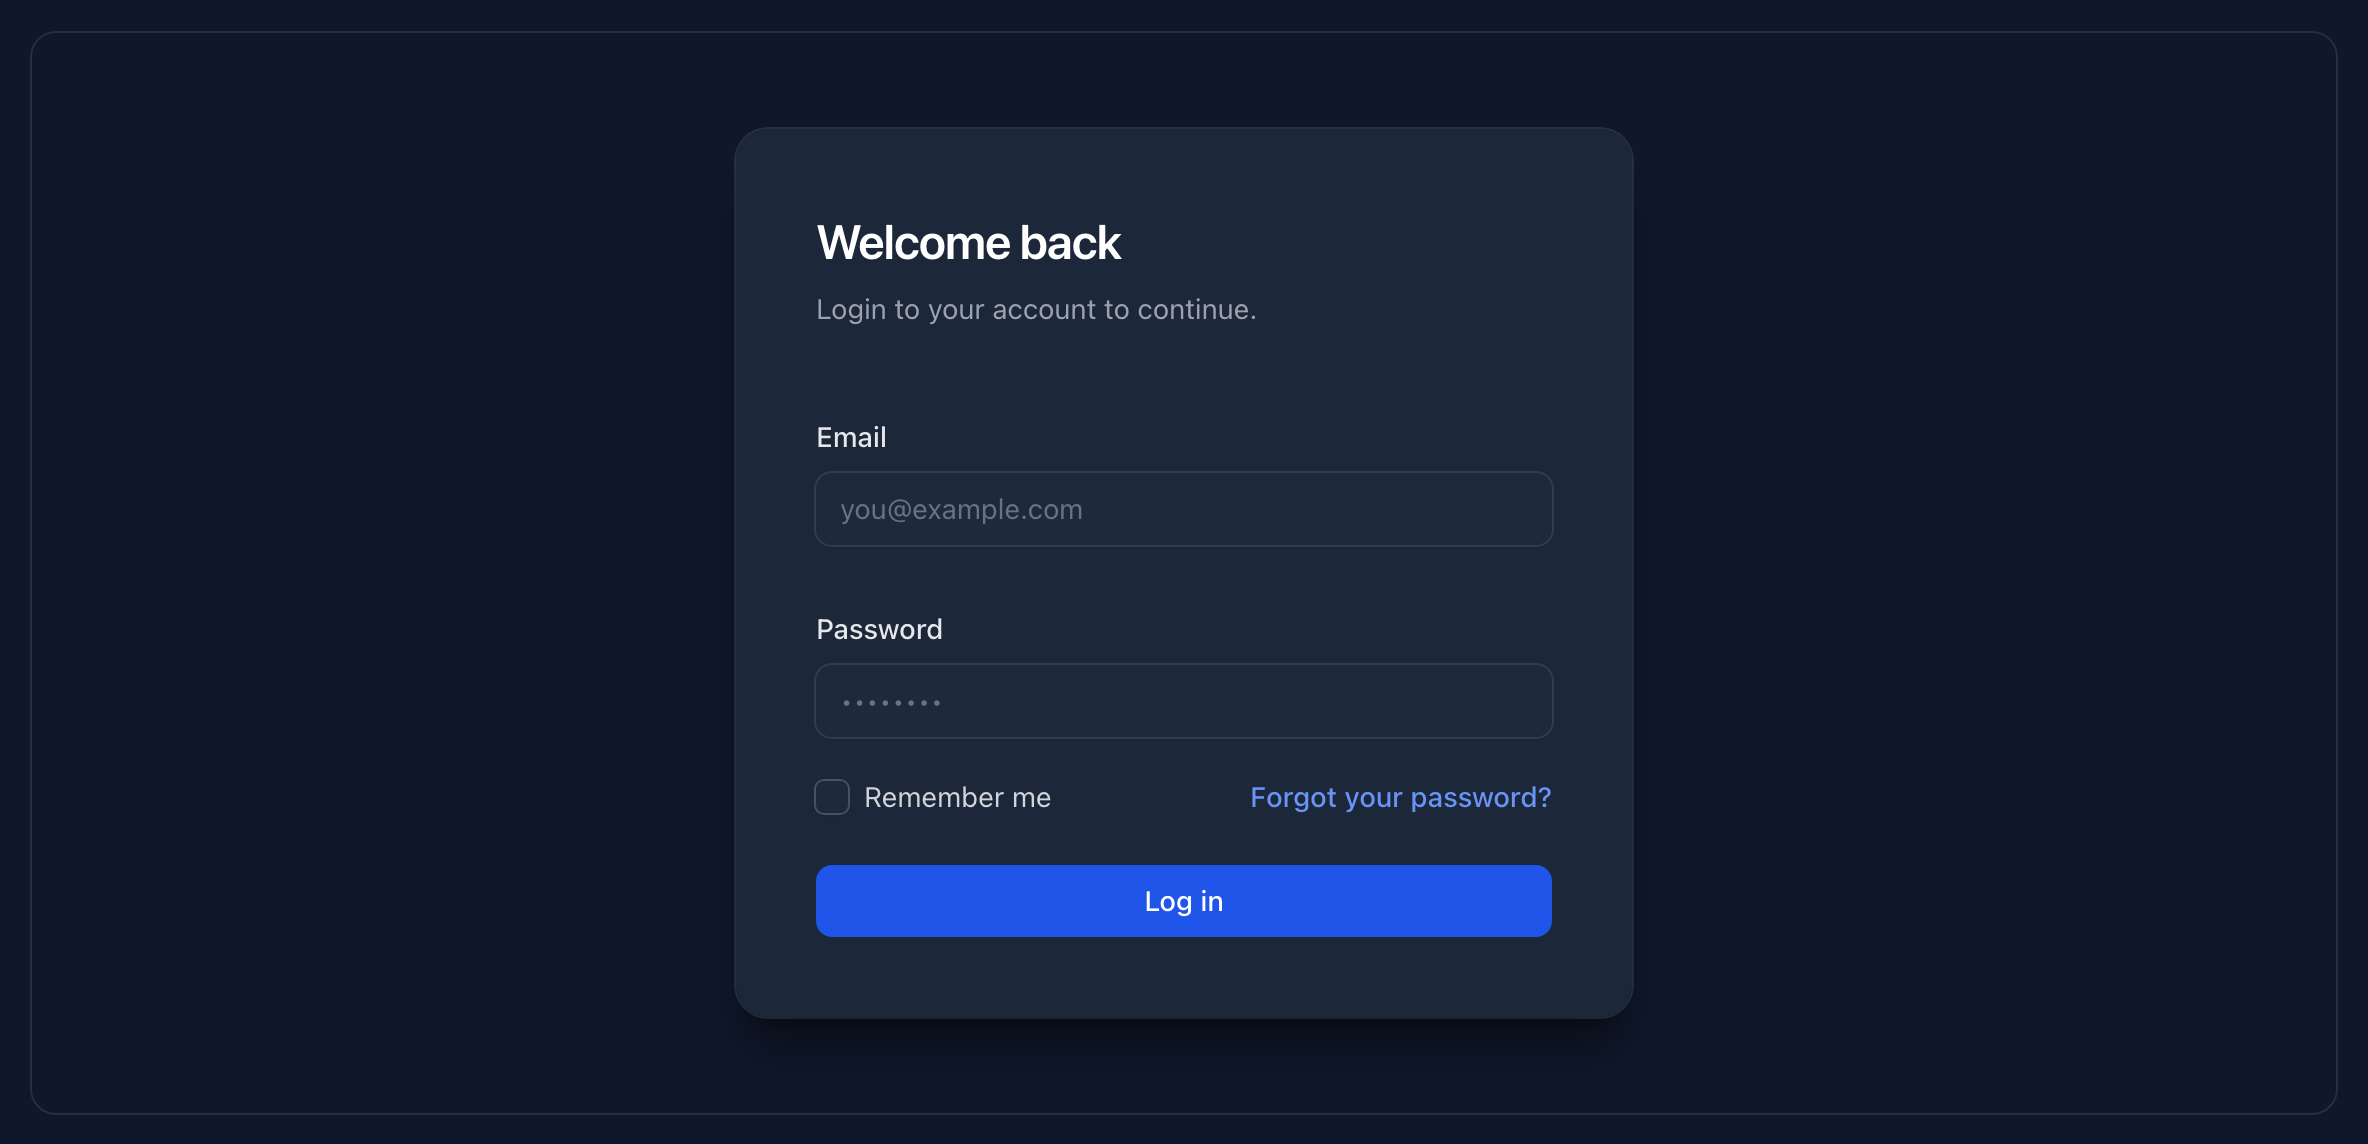 Welcome back
Login to your account to continue.
Email
you@example.com
Password
••••••••
Remember me
Forgot your password?
Log in